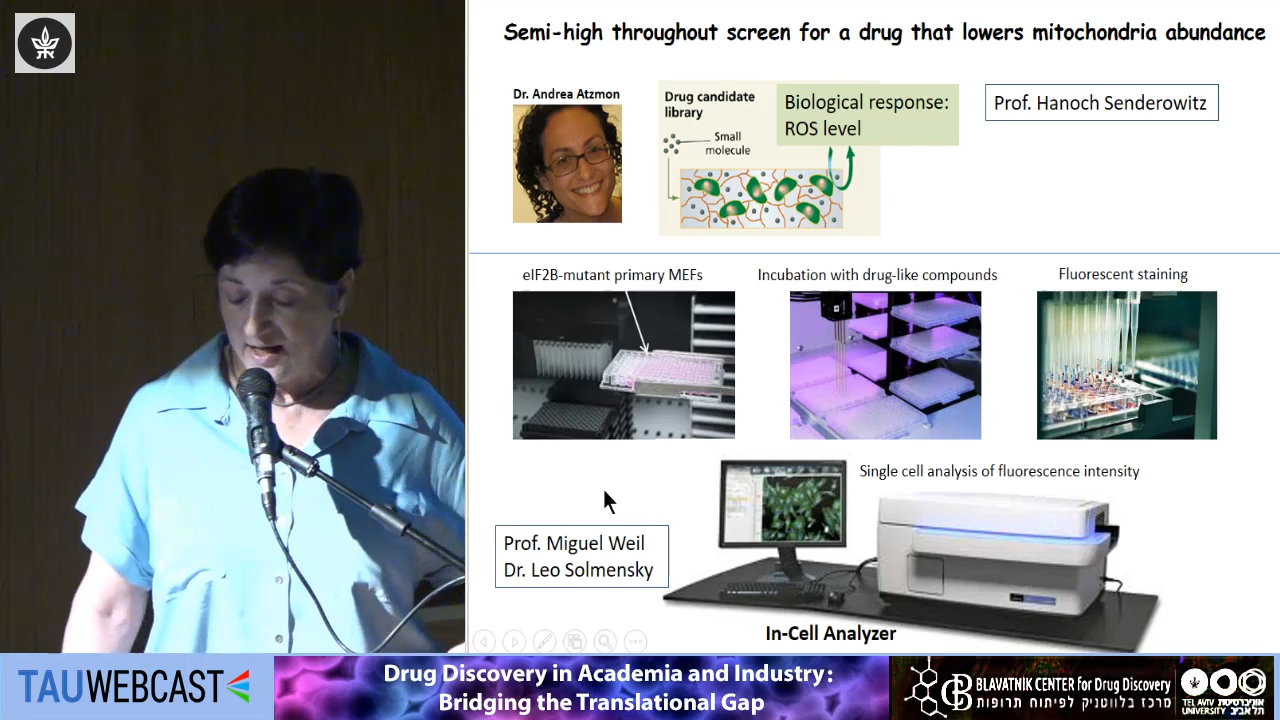 Semi-high throughout screen for a drug that lowers mitochondria abundance
Dr. Andrea Atzmon
Drug candidate
library
Small
molecule
Biological response:
ROS level
Prof. Hanoch Senderowitz
eIF2B-mutant primary MEFs
Incubation with drug-like compounds
Fluorescent staining
Single cell analysis of fluorescence intensity
Prof. Miguel Weil
Dr. Leo Solmensky
In-Cell Analyzer
TAUWEBCAST
Drug Discovery in Academia and Industry:
Bridging the Translational Gap
BLAVATNIK CENTER for Drug Discovery
מרכז בלווטניק לפיתוח תרופות
TEL AVIV אוניברסיטת
UNIVERSITY תל אביב